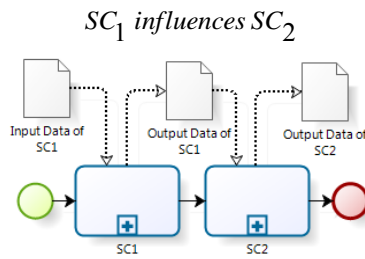 SC1 influences SC2
Input Data of
SC1
Output Data of
SC1
Output Data of
SC2
SC1
SC2